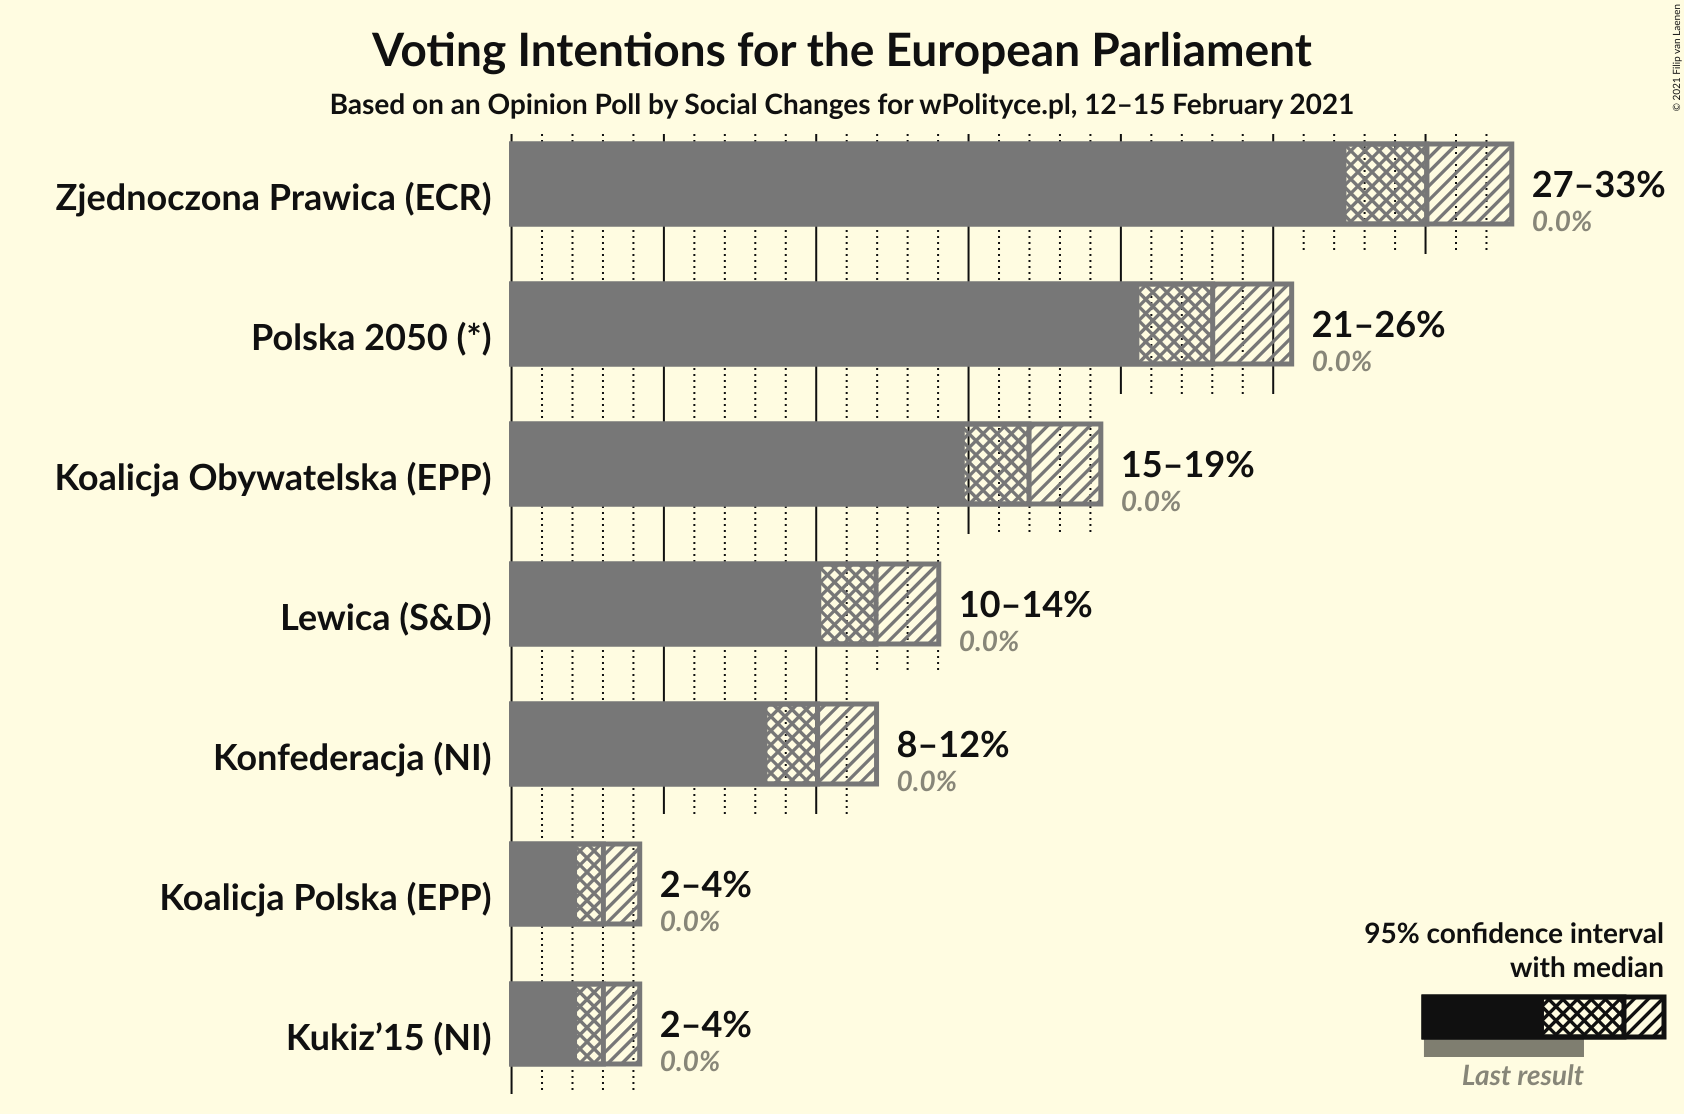 Voting Intentions for the European Parliament
Based on an Opinion Poll by Social Changes for wPolityce.pl, 12–15 February 2021
© 2021 Filip van Laenen
Zjednoczona Prawica (ECR)
27–33%
0.0%
Polska 2050 (*)
21–26%
0.0%
Koalicja Obywatelska (EPP)
15–19%
0.0%
Lewica (S&D)
10–14%
0.0%
Konfederacja (NI)
8–12%
0.0%
Koalicja Polska (EPP)
2–4%
0.0%
Kukiz’15 (NI)
2–4%
0.0%
95% confidence interval
with median
Last result